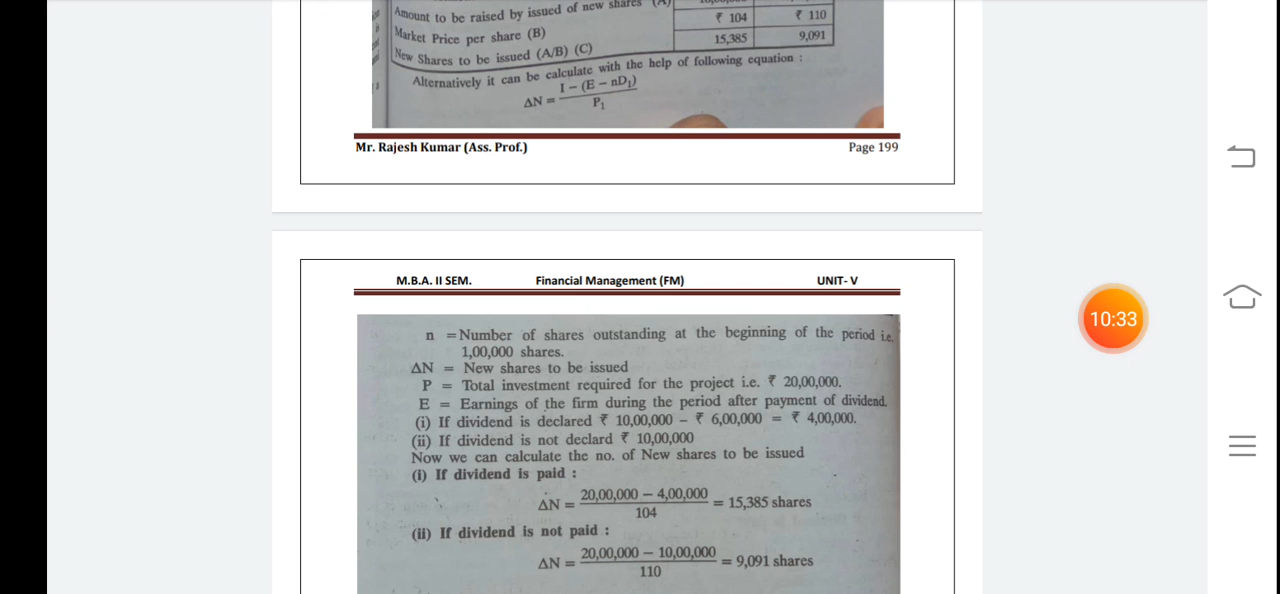 Amount to be raised by issued of new shares (A)
Market Price per share (B) ₹ 104 ₹ 110
New Shares to be issued (A/B) (C) 15,385 9,091
Alternatively it can be calculate with the help of following equation :
ΔN = I – (E – nD₁) / P₁
Mr. Rajesh Kumar (Ass. Prof.) Page 199
M.B.A. II SEM. Financial Management (FM) UNIT- V
n = Number of shares outstanding at the beginning of the period i.e.
1,00,000 shares.
ΔN = New shares to be issued
P = Total investment required for the project i.e. ₹ 20,00,000.
E = Earnings of the firm during the period after payment of dividend.
(i) If dividend is declared ₹ 10,00,000 – ₹ 6,00,000 = ₹ 4,00,000.
(ii) If dividend is not declard ₹ 10,00,000
Now we can calculate the no. of New shares to be issued
(i) If dividend is paid :
ΔN = 20,00,000 – 4,00,000 / 104 = 15,385 shares
(ii) If dividend is not paid :
ΔN = 20,00,000 – 10,00,000 / 110 = 9,091 shares
10:33